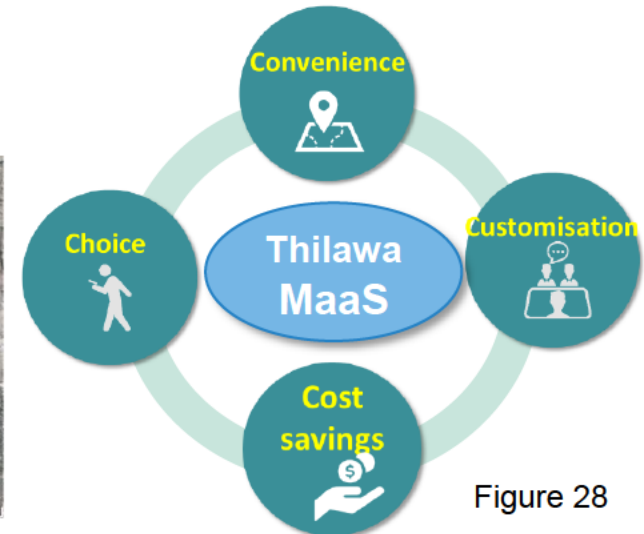 Convenience
Choice
Thilawa
MaaS
Customisation
Cost
savings
$
Figure 28